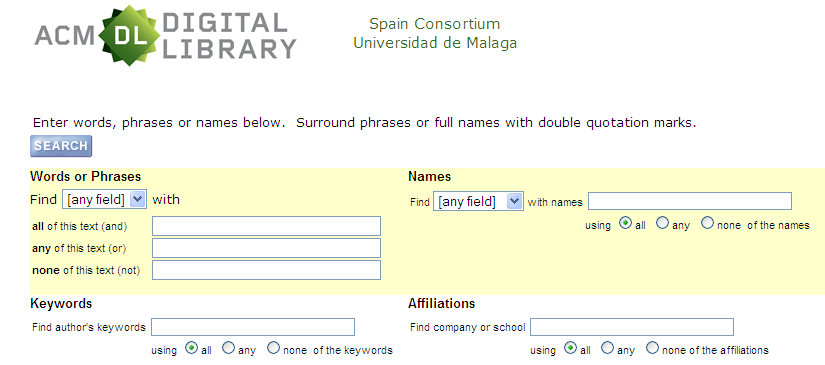 ACM DL DIGITAL LIBRARY
Spain Consortium
Universidad de Malaga
Enter words, phrases or names below. Surround phrases or full names with double quotation marks.
SEARCH
Words or Phrases
Find [any field] with
all of this text (and)
any of this text (or)
none of this text (not)
Names
Find [any field] with names
using all any none of the names
Keywords
Find author's keywords
using all any none of the keywords
Affiliations
Find company or school
using all any none of the affiliations